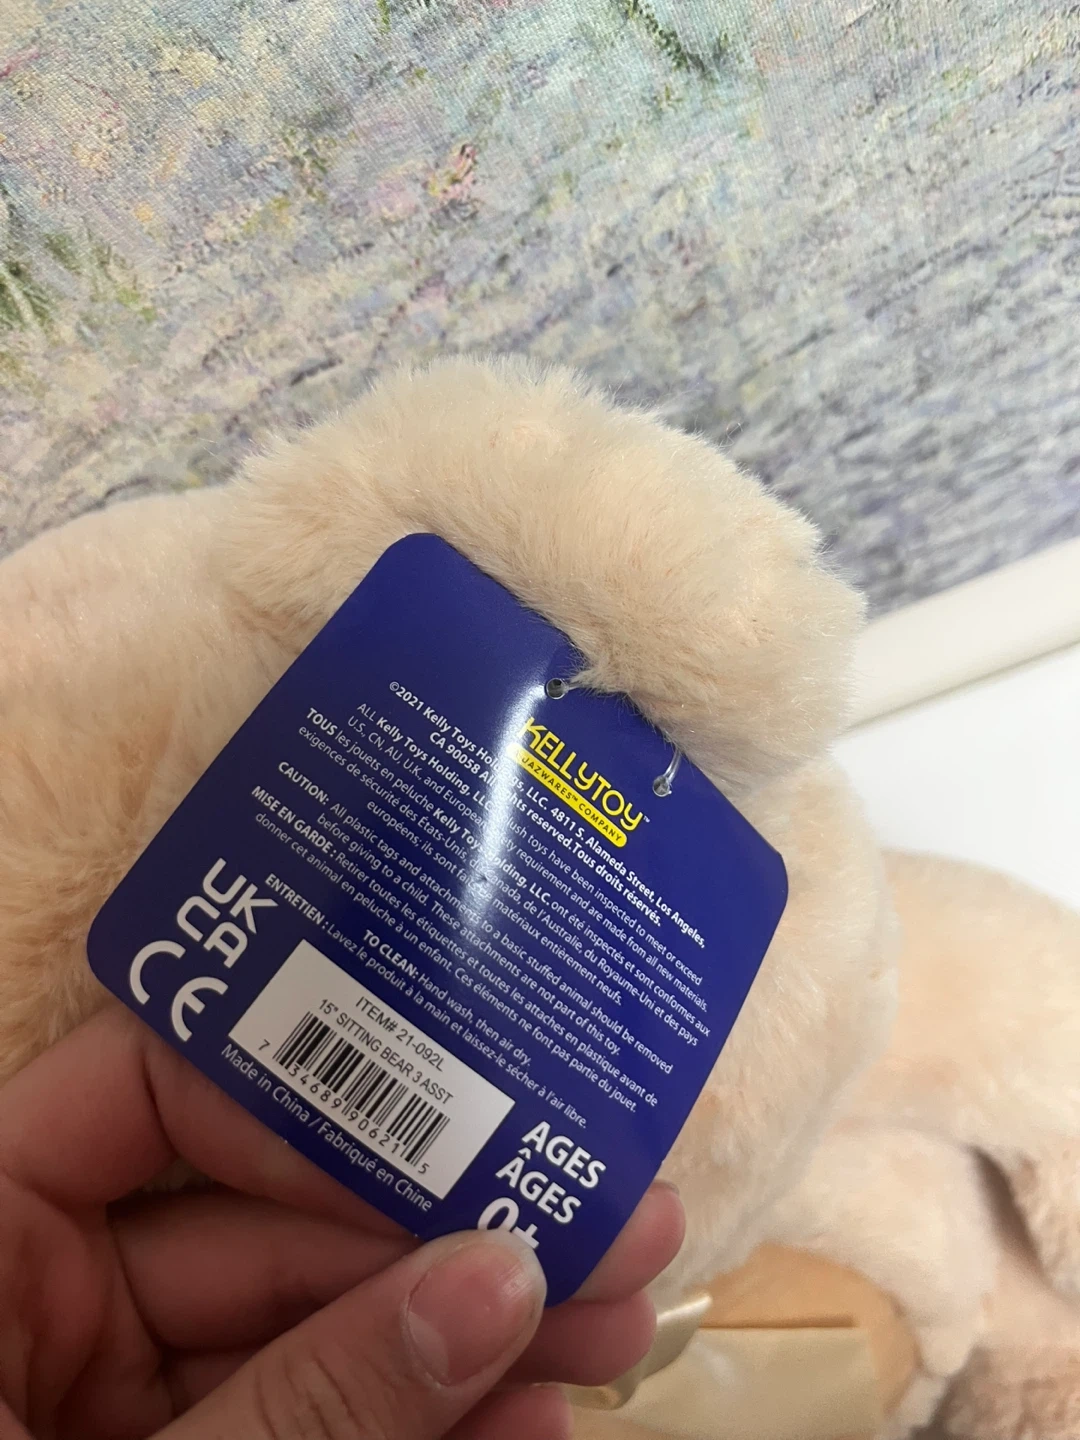 KELLYTOY™
JAZWARES™ COMPANY
©2021 Kelly Toys Holdings, LLC. 4811 S. Alameda Street, Los Angeles,
CA 90058 All rights reserved. Tous droits réservés.
ALL Kelly Toys Holding, LLC plush toys have been inspected to meet or exceed
U.S, CN, AU, U.K. and European safety requirement and are made from all new materials.
TOUS les jouets en peluche Kelly Toys Holding, LLC ont été inspectés et sont conformes aux
exigences de sécurité des États-Unis, du Canada, de l'Australie, du Royaume-Uni et des pays
européens; ils sont faits de matériaux entièrement neufs.
CAUTION: All plastic tags and attachments to a basic stuffed animal should be removed
before giving to a child. These attachments are not part of this toy.
MISE EN GARDE : Retirer toutes les étiquettes et toutes les attaches en plastique avant de
donner cet animal en peluche à un enfant. Ces éléments ne font pas partie du jouet.
TO CLEAN: Hand wash, then air dry.
ENTRETIEN : Lavez le produit à la main et laissez-le sécher à l'air libre.
UK
CA
CE
ITEM# 21-092L
15" SITTING BEAR 3 ASST
7 34689 90621 5
Made in China / Fabriqué en Chine
AGES
ÂGES
0+